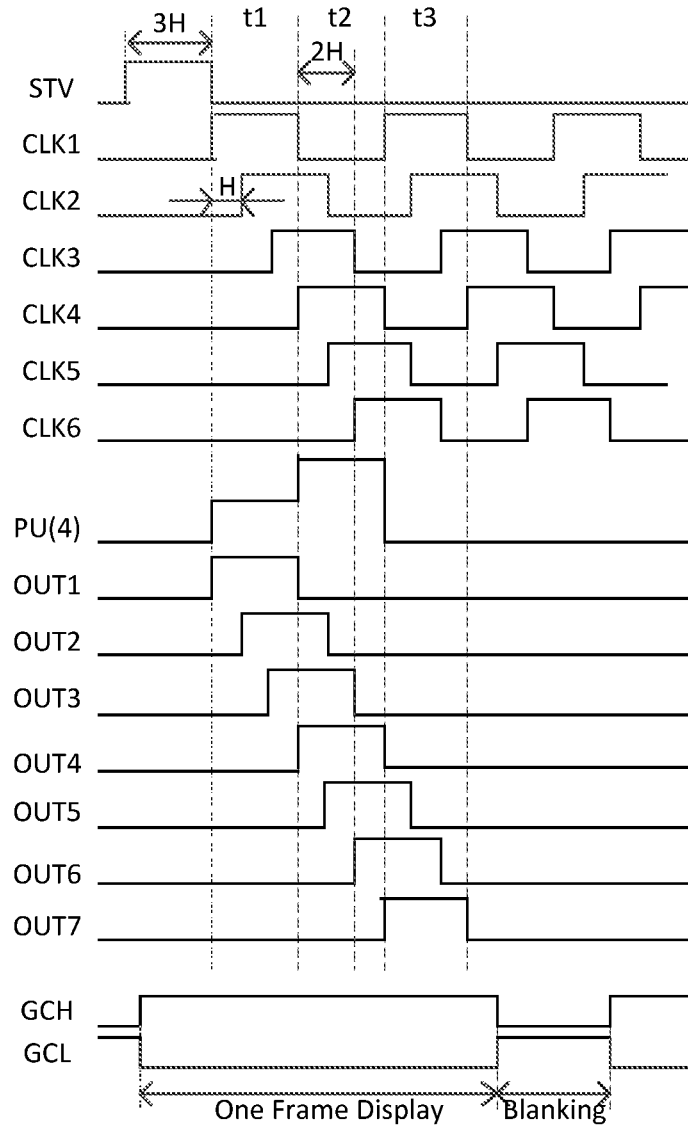 3H t1 t2 t3
2H
STV
CLK1
H
CLK2
CLK3
CLK4
CLK5
CLK6
PU(4)
OUT1
OUT2
OUT3
OUT4
OUT5
OUT6
OUT7
GCH
GCL
One Frame Display Blanking